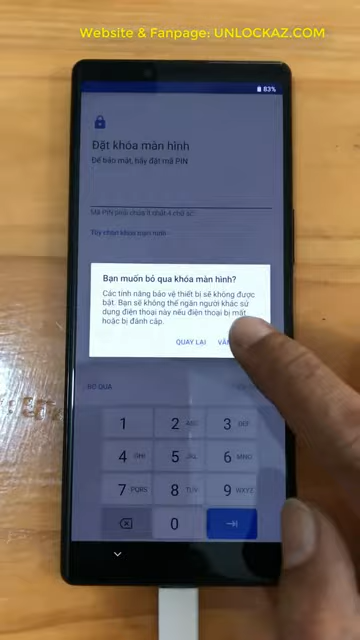 Website & Fanpage: UNLOCKAZ.COM
83%
Đặt khóa màn hình
Để bảo mật, hãy đặt mã PIN
Mã PIN phải chứa ít nhất 4 chữ số
Tùy chọn khóa màn hình
Bạn muốn bỏ qua khóa màn hình?
Các tính năng bảo vệ thiết bị sẽ không được
bật. Bạn sẽ không thể ngăn người khác sử
dụng điện thoại này nếu điện thoại bị mất
hoặc bị đánh cắp.
QUAY LẠI
BỎ QUA
1 2 ABC 3 DEF
4 GHI 5 JKL 6 MNO
7 PQRS 8 TUV 9 WXYZ
0